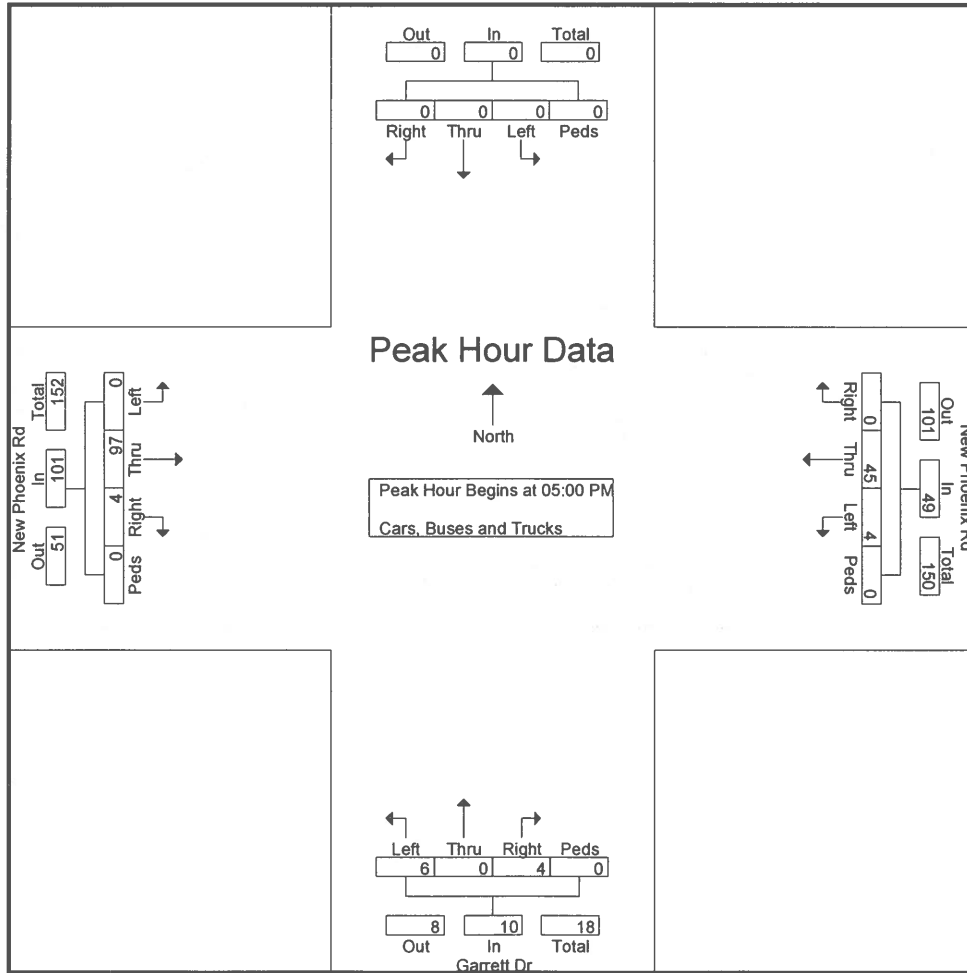 Out In Total
0 0 0
0 0 0 0
Right Thru Left Peds
Peak Hour Data
North
Peak Hour Begins at 05:00 PM
Cars, Buses and Trucks
New Phoenix Rd
Out In Total
51 101 152
0 97 4 0
Left Thru Right Peds
New Phoenix Rd
Out In Total
101 49 150
0 45 4 0
Right Thru Left Peds
Left Thru Right Peds
6 0 4 0
8 10 18
Out In Total
Garrett Dr